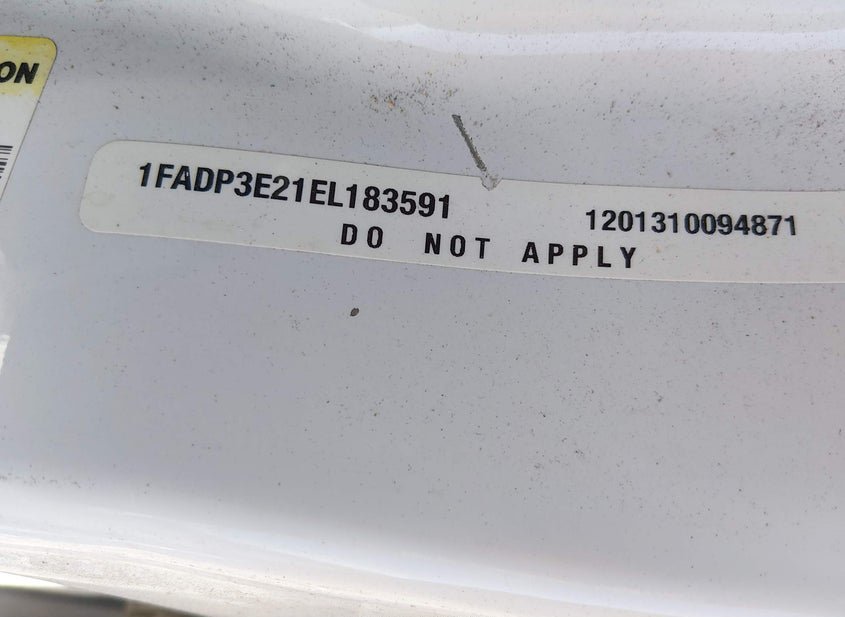 ON
1FADP3E21EL183591 1201310094871
DO NOT APPLY